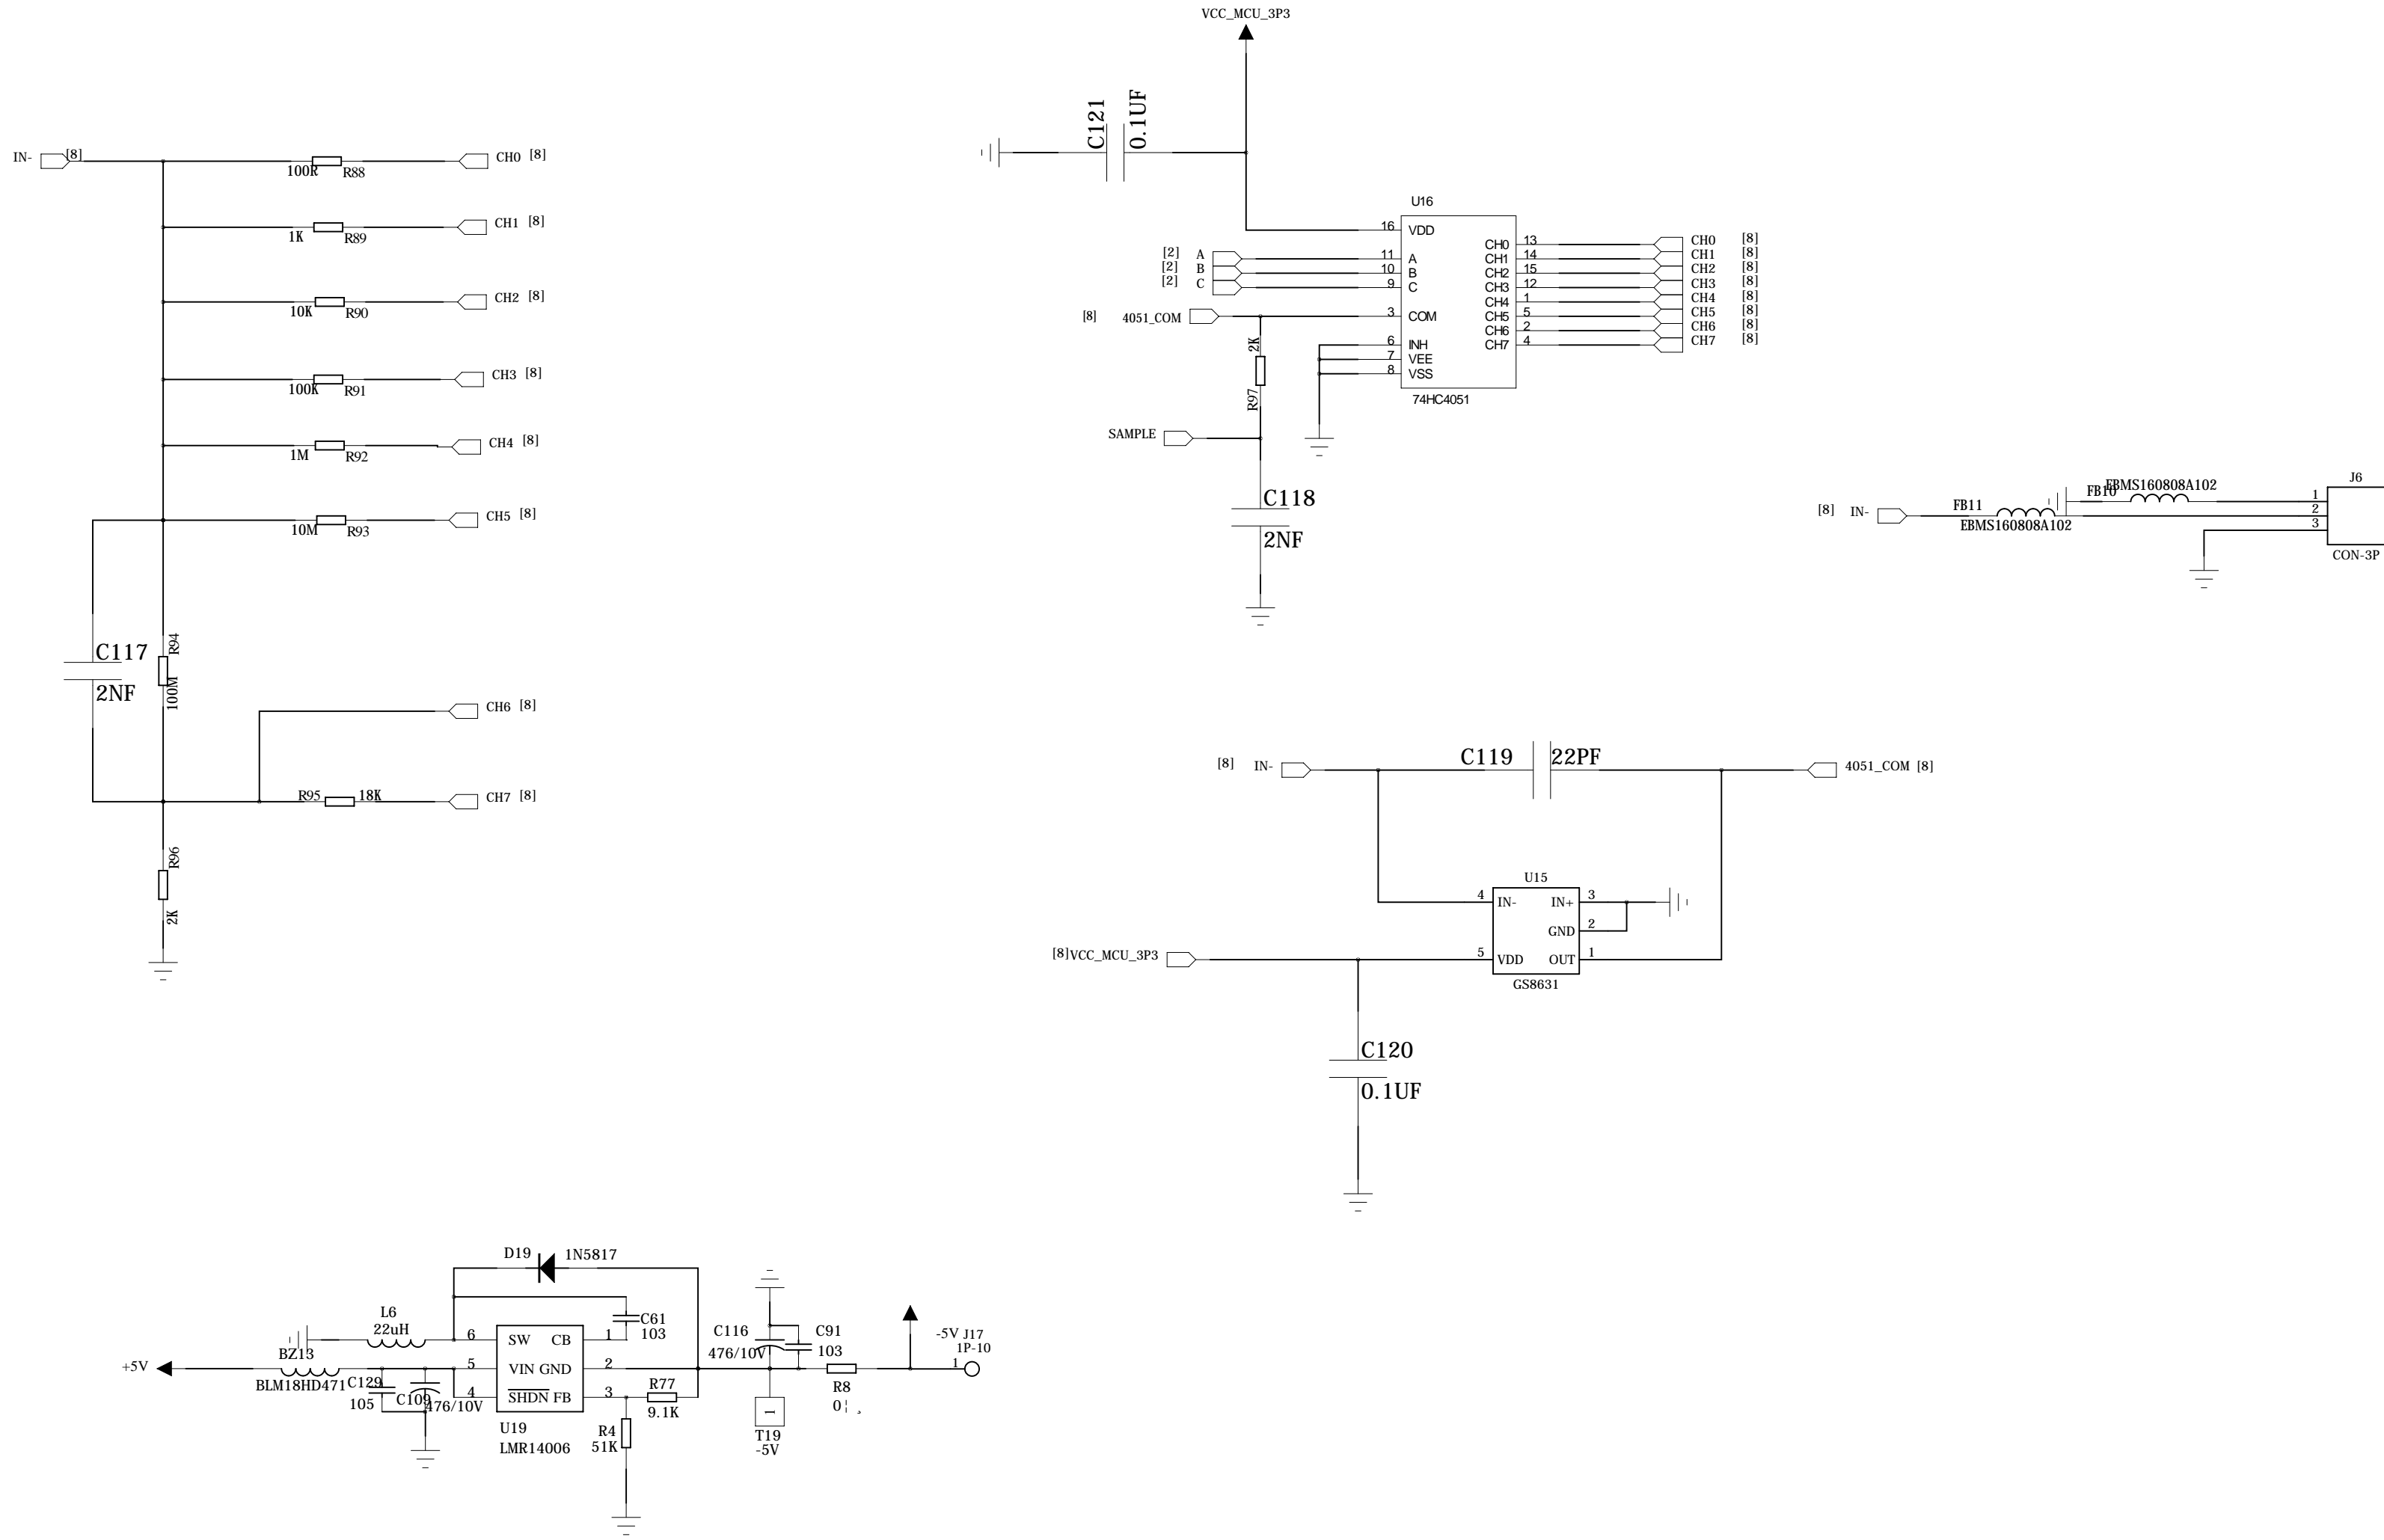 VCC_MCU_3P3
C121
0.1UF
IN- [8]
100R R88
CH0 [8]
1K R89
CH1 [8]
10K R90
CH2 [8]
100K R91
CH3 [8]
1M R92
CH4 [8]
10M R93
CH5 [8]
C117
2NF
R94
100M
CH6 [8]
R95 18K
CH7 [8]
R96
2K
U16
16 VDD
[2] A 11 A
[2] B 10 B
[2] C 9 C
[8] 4051_COM 3 COM
6 INH
7 VEE
8 VSS
CH0 13 CH0 [8]
CH1 14 CH1 [8]
CH2 15 CH2 [8]
CH3 12 CH3 [8]
CH4 1 CH4 [8]
CH5 5 CH5 [8]
CH6 2 CH6 [8]
CH7 4 CH7 [8]
74HC4051
2K
R97
SAMPLE
C118
2NF
[8] IN-
FB11
EBMS160808A102
FB10
EBMS160808A102
J6
1
2
3
CON-3P
[8] IN-
C119 22PF
4051_COM [8]
U15
4 IN- IN+ 3
GND 2
[8]VCC_MCU_3P3
5 VDD OUT 1
GS8631
C120
0.1UF
D19 1N5817
L6
22uH
6 SW CB 1
C61
103
+5V
BZ13
BLM18HD471
5 VIN GND 2
C129
105
C109
476/10V
4 SHDN FB 3
U19
LMR14006
R77
9.1K
R4
51K
C116
476/10V
C91
103
T19
-5V
1
R8
0
-5V J17
1P-10
1